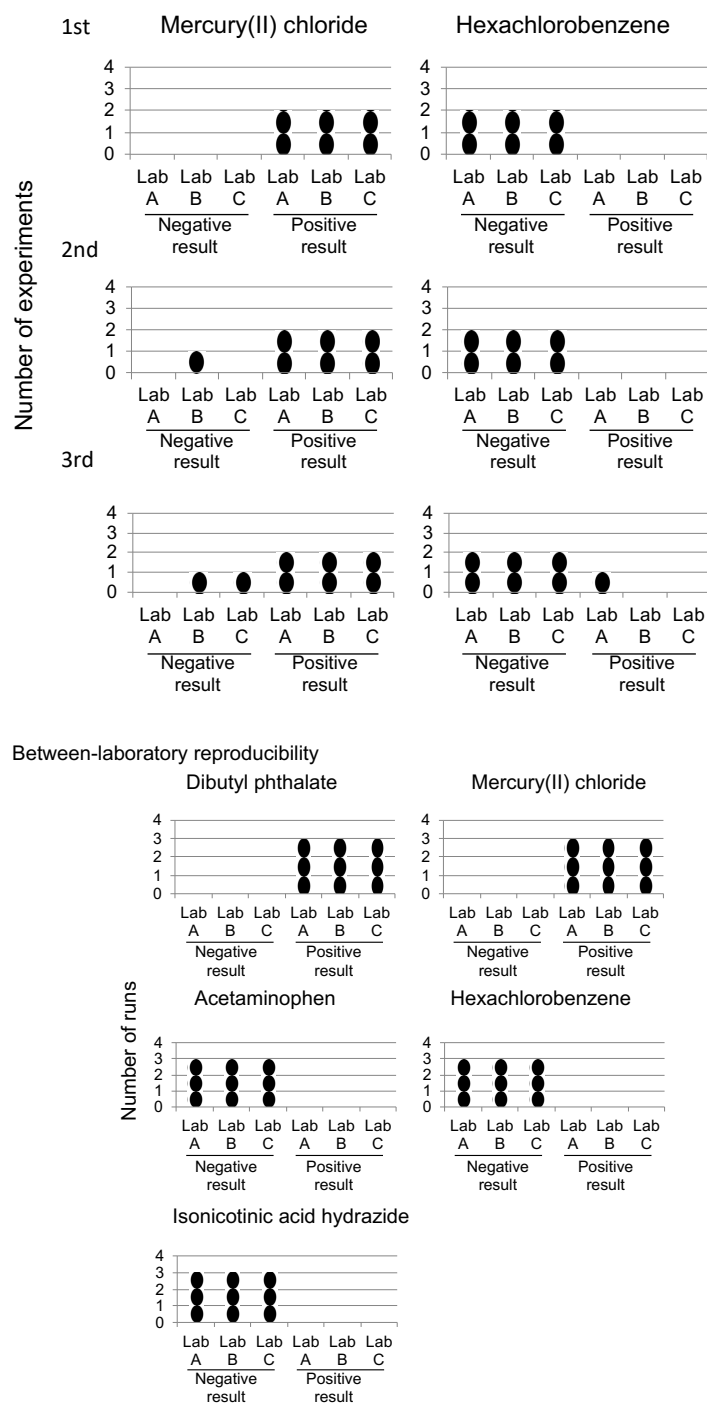 1st Mercury(II) chloride Hexachlorobenzene
Number of experiments
4 4
3 3
2 2
1 1
0 0
Lab Lab Lab Lab Lab Lab Lab Lab Lab Lab Lab Lab
A B C A B C A B C A B C
Negative Positive Negative Positive
result result result result
2nd
4 4
3 3
2 2
1 1
0 0
Lab Lab Lab Lab Lab Lab Lab Lab Lab Lab Lab Lab
A B C A B C A B C A B C
Negative Positive Negative Positive
result result result result
3rd
4 4
3 3
2 2
1 1
0 0
Lab Lab Lab Lab Lab Lab Lab Lab Lab Lab Lab Lab
A B C A B C A B C A B C
Negative Positive Negative Positive
result result result result
Between-laboratory reproducibility
Dibutyl phthalate Mercury(II) chloride
Number of runs
4 4
3 3
2 2
1 1
0 0
Lab Lab Lab Lab Lab Lab Lab Lab Lab Lab Lab Lab
A B C A B C A B C A B C
Negative Positive Negative Positive
result result result result
Acetaminophen Hexachlorobenzene
4 4
3 3
2 2
1 1
0 0
Lab Lab Lab Lab Lab Lab Lab Lab Lab Lab Lab Lab
A B C A B C A B C A B C
Negative Positive Negative Positive
result result result result
Isonicotinic acid hydrazide
4
3
2
1
0
Lab Lab Lab Lab Lab Lab
A B C A B C
Negative Positive
result result